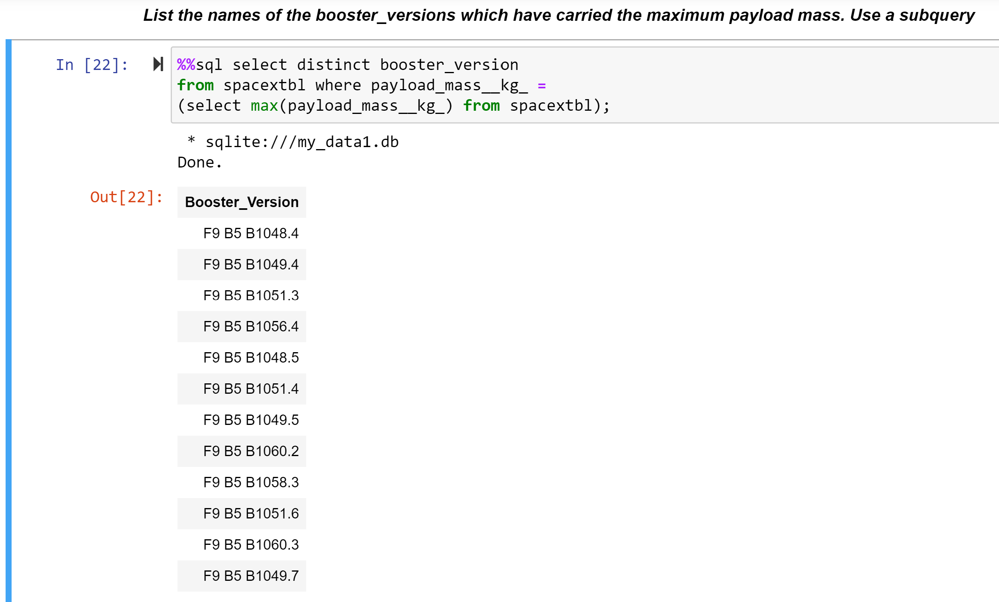 List the names of the booster_versions which have carried the maximum payload mass. Use a subquery
In [22]:
%%sql select distinct booster_version
from spacextbl where payload_mass__kg_ =
(select max(payload_mass__kg_) from spacextbl);
* sqlite:///my_data1.db
Done.
Out[22]:
Booster_Version
F9 B5 B1048.4
F9 B5 B1049.4
F9 B5 B1051.3
F9 B5 B1056.4
F9 B5 B1048.5
F9 B5 B1051.4
F9 B5 B1049.5
F9 B5 B1060.2
F9 B5 B1058.3
F9 B5 B1051.6
F9 B5 B1060.3
F9 B5 B1049.7